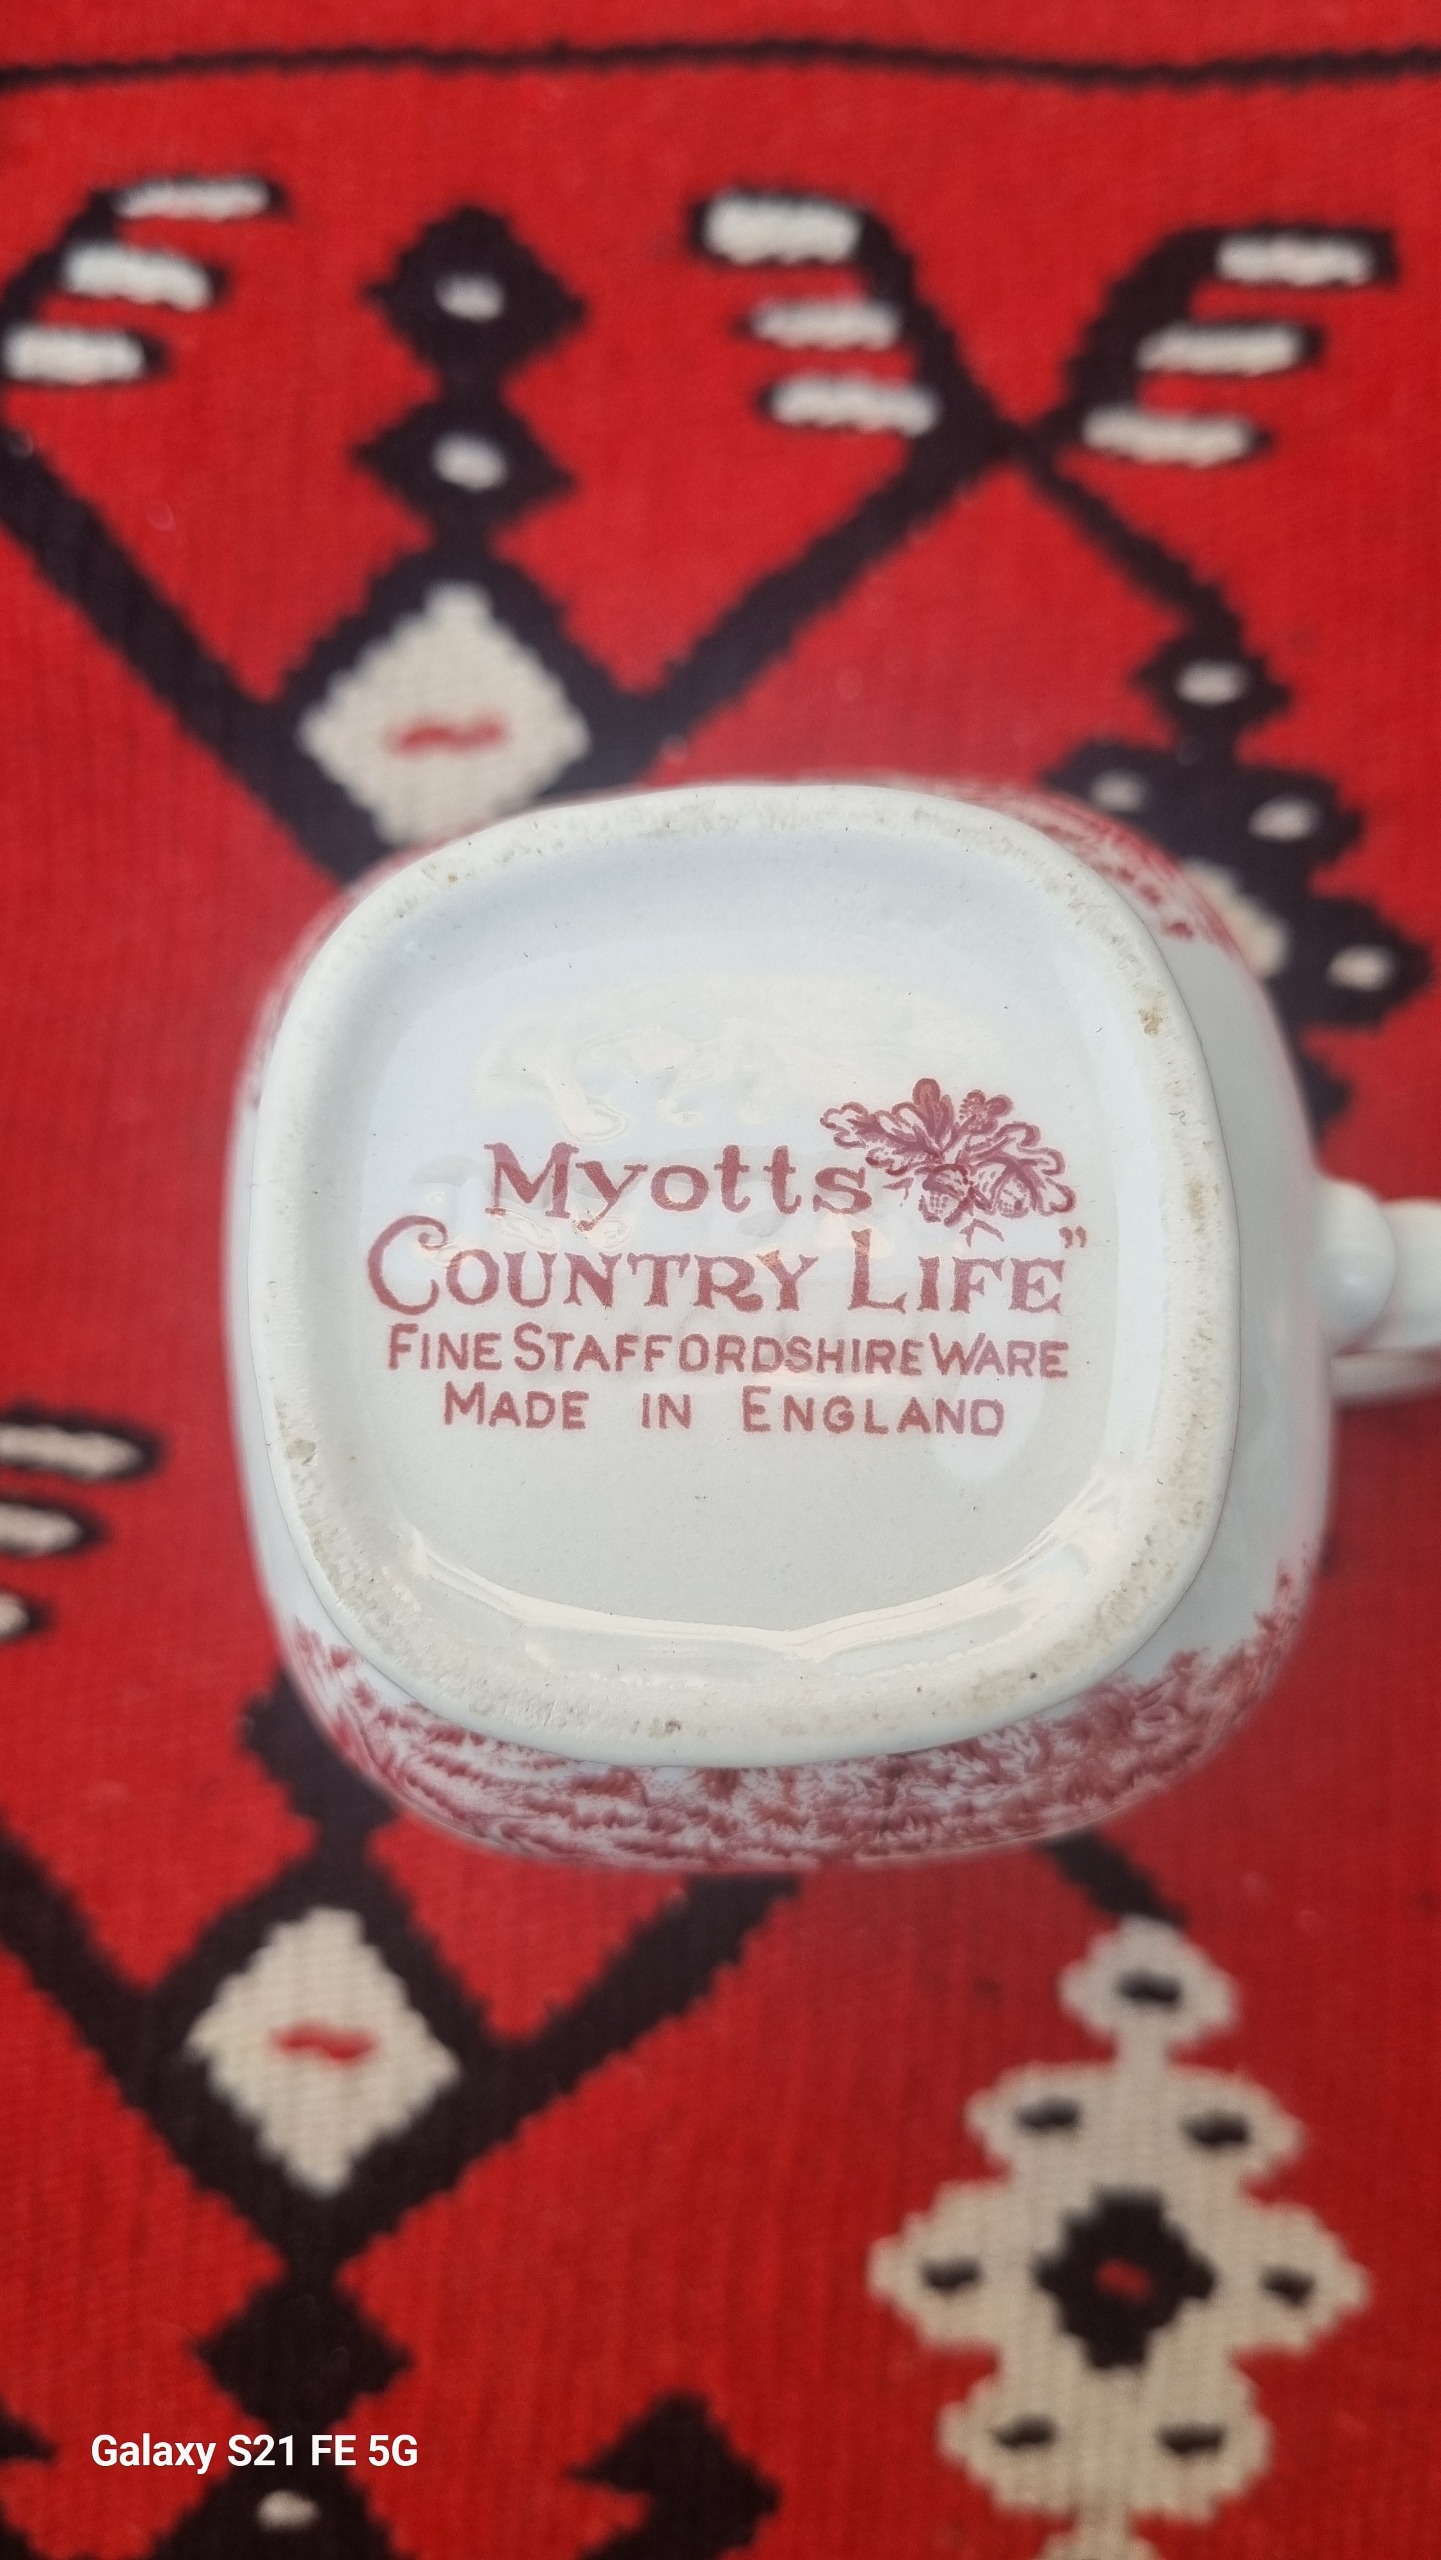 Myotts
COUNTRY LIFE"
FINE STAFFORDSHIRE WARE
MADE IN ENGLAND
Galaxy S21 FE 5G